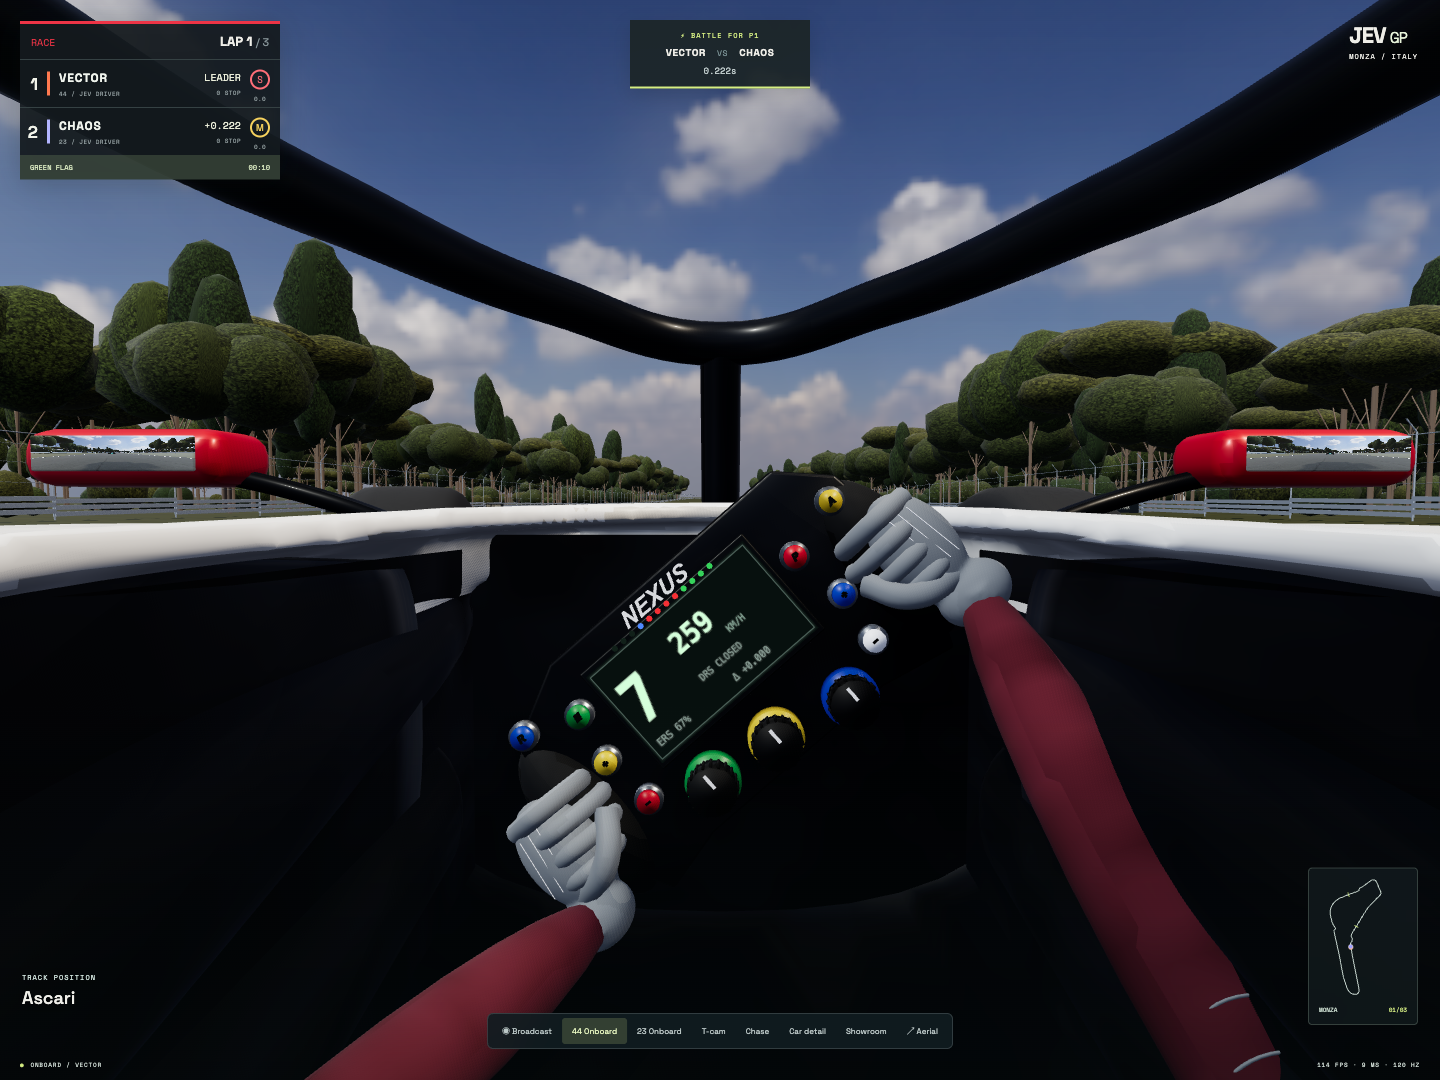 RACE
LAP 1 / 3
1 VECTOR LEADER S
44 / JEV DRIVER 0 STOP 0.0
2 CHAOS +0.222 M
23 / JEV DRIVER 0 STOP 0.0
GREEN FLAG 00:10
⚡ BATTLE FOR P1
VECTOR VS CHAOS
0.222s
JEV GP
MONZA / ITALY
NEXUS
259 KM/H
7
DRS CLOSED
Δ +0.000
ERS 67%
TRACK POSITION
Ascari
MONZA 01/03
Broadcast 44 Onboard 23 Onboard T-cam Chase Car detail Showroom Aerial
ONBOARD / VECTOR
114 FPS · 9 MS · 120 HZ